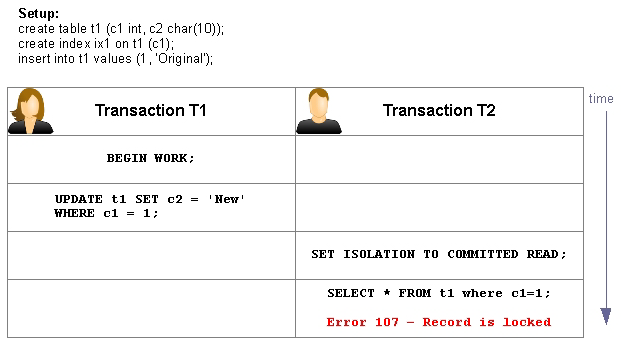 Setup:
create table t1 (c1 int, c2 char(10));
create index ix1 on t1 (c1);
insert into t1 values (1, 'Original');
Transaction T1
Transaction T2
time
BEGIN WORK;
UPDATE t1 SET c2 = 'New'
WHERE c1 = 1;
SET ISOLATION TO COMMITTED READ;
SELECT * FROM t1 where c1=1;
Error 107 – Record is locked